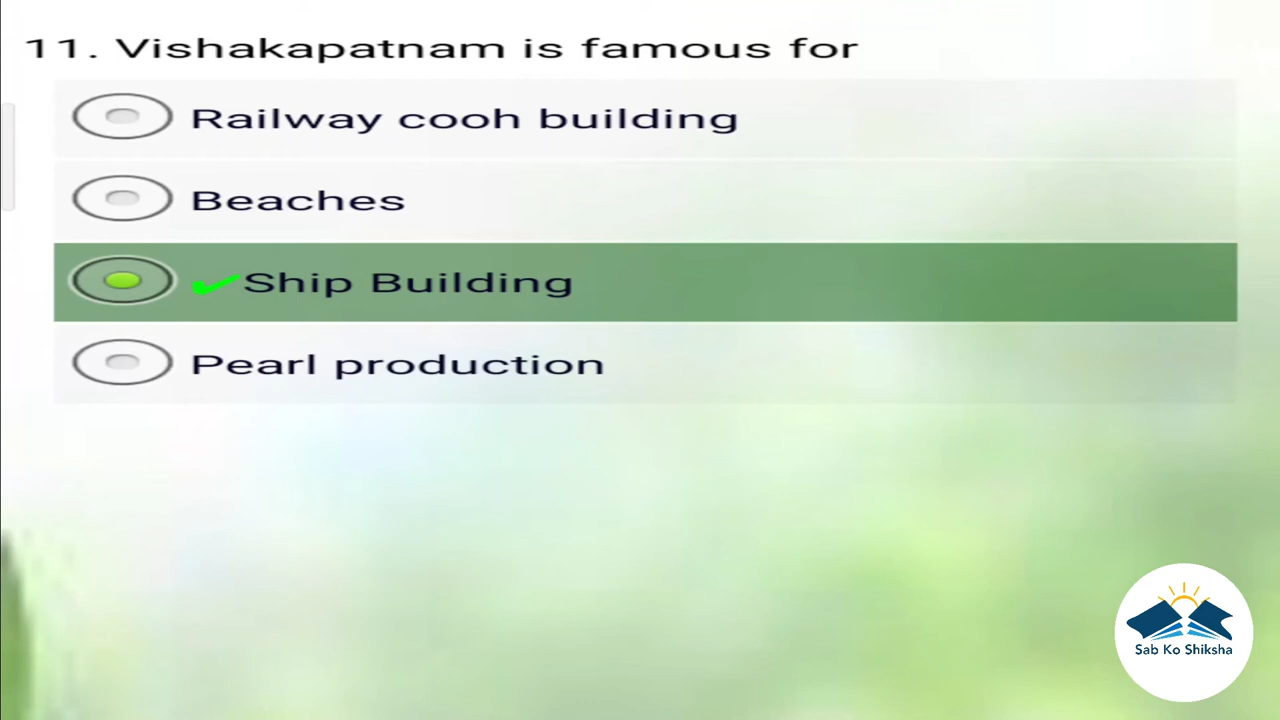 11. Vishakapatnam is famous for
Railway cooh building
Beaches
✔Ship Building
Pearl production
Sab Ko Shiksha